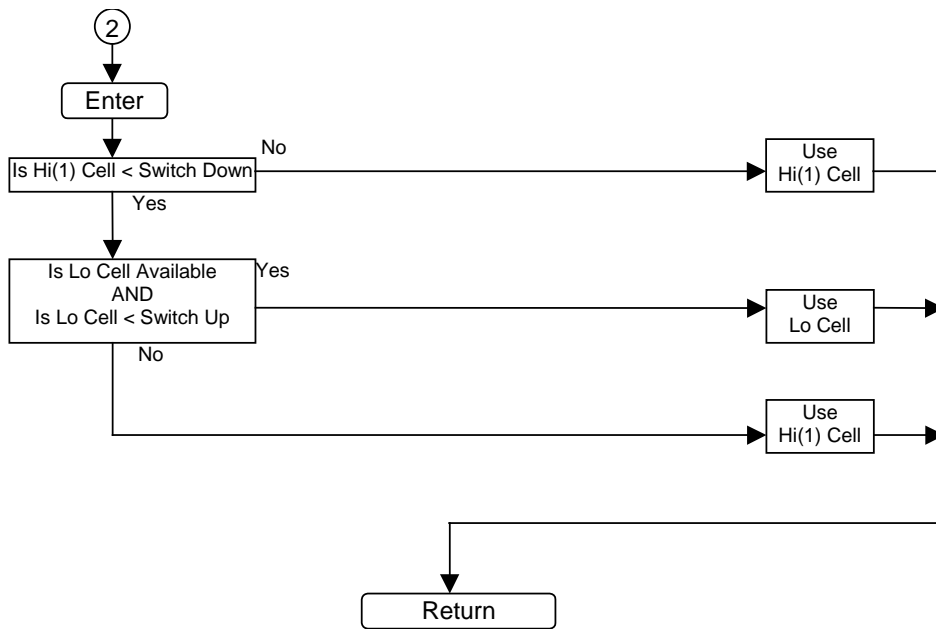 2
Enter
Is Hi(1) Cell < Switch Down
No
Use
Hi(1) Cell
Yes
Is Lo Cell Available
AND
Is Lo Cell < Switch Up
Yes
Use
Lo Cell
No
Use
Hi(1) Cell
Return